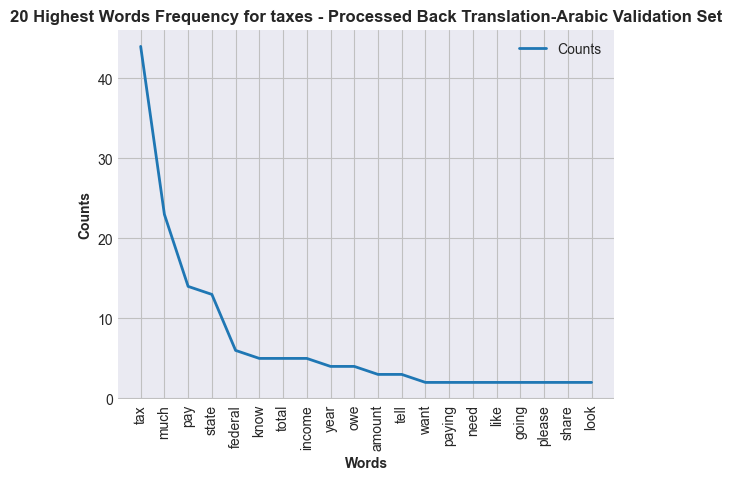 20 Highest Words Frequency for taxes - Processed Back Translation-Arabic Validation Set
Counts
40
30
20
10
0
Counts
tax
much
pay
state
federal
know
total
income
year
owe
amount
tell
want
paying
need
like
going
please
share
look
Words